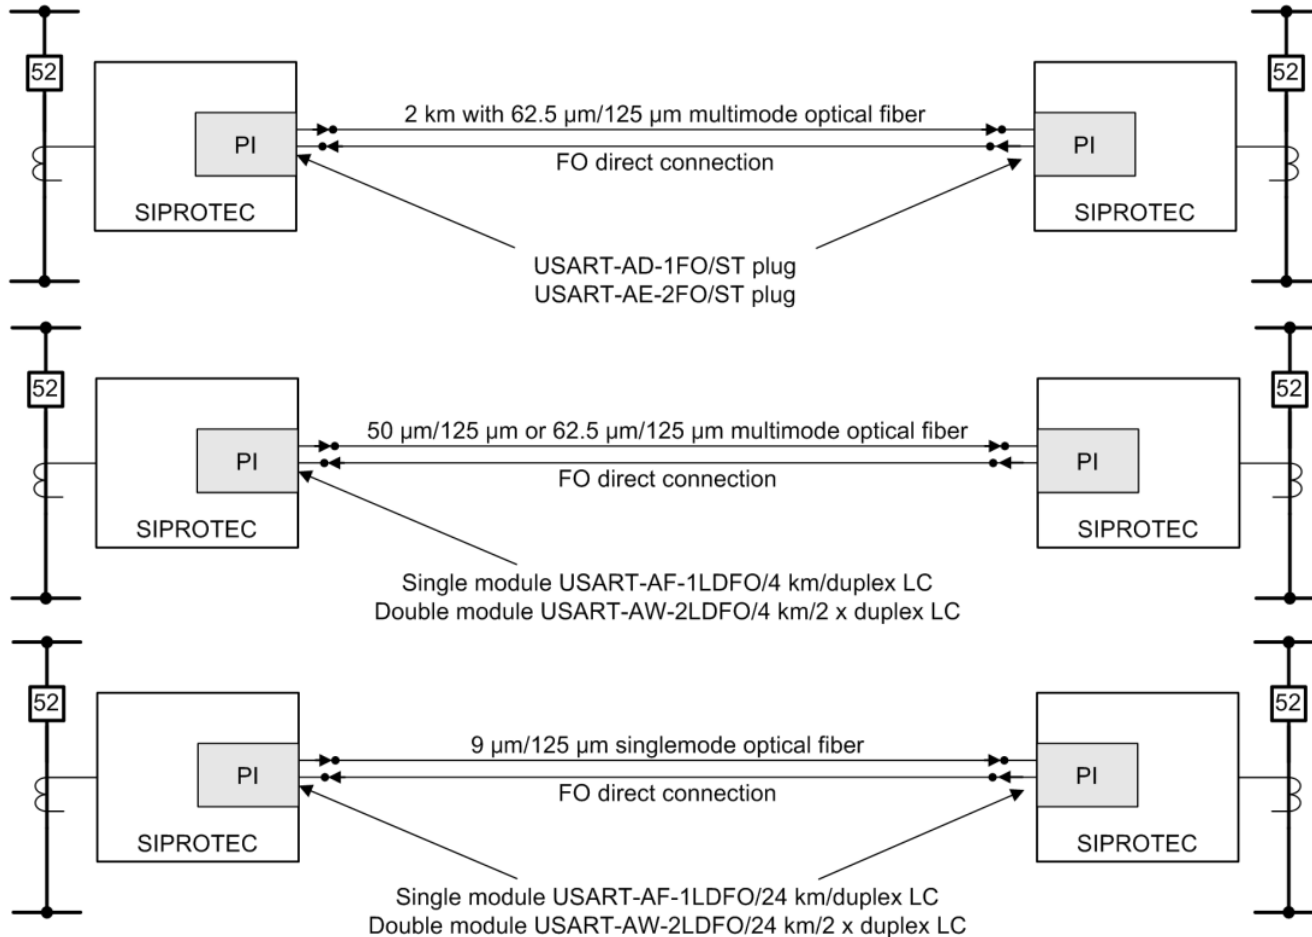 52
52
2 km with 62.5 µm/125 µm multimode optical fiber
PI
PI
FO direct connection
SIPROTEC
SIPROTEC
USART-AD-1FO/ST plug
USART-AE-2FO/ST plug
52
52
50 µm/125 µm or 62.5 µm/125 µm multimode optical fiber
PI
PI
FO direct connection
SIPROTEC
SIPROTEC
Single module USART-AF-1LDFO/4 km/duplex LC
Double module USART-AW-2LDFO/4 km/2 x duplex LC
52
52
9 µm/125 µm singlemode optical fiber
PI
PI
FO direct connection
SIPROTEC
SIPROTEC
Single module USART-AF-1LDFO/24 km/duplex LC
Double module USART-AW-2LDFO/24 km/2 x duplex LC